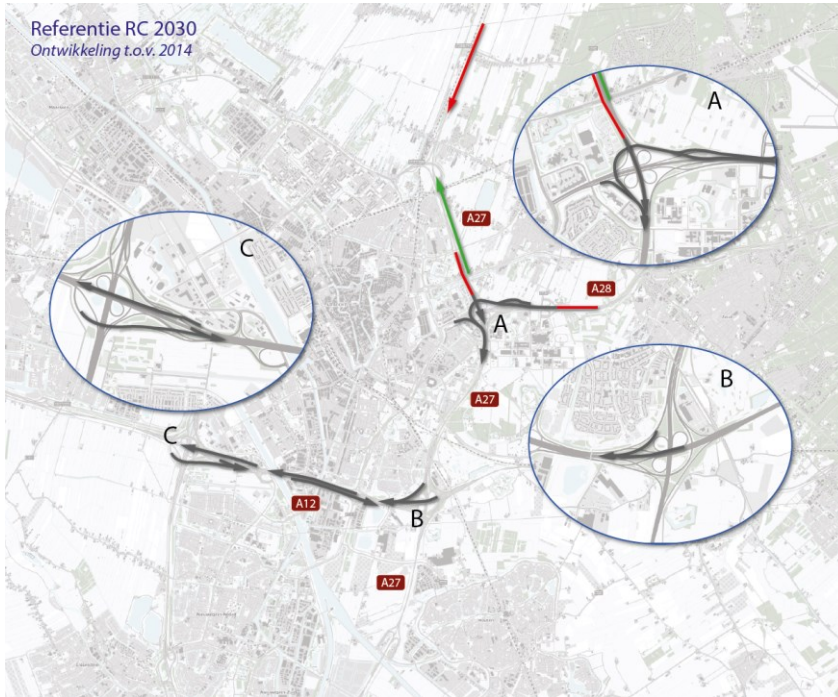 Referentie RC 2030
Ontwikkeling t.o.v. 2014
A
C
A27
A28
A
A27
B
C
A12
B
A27